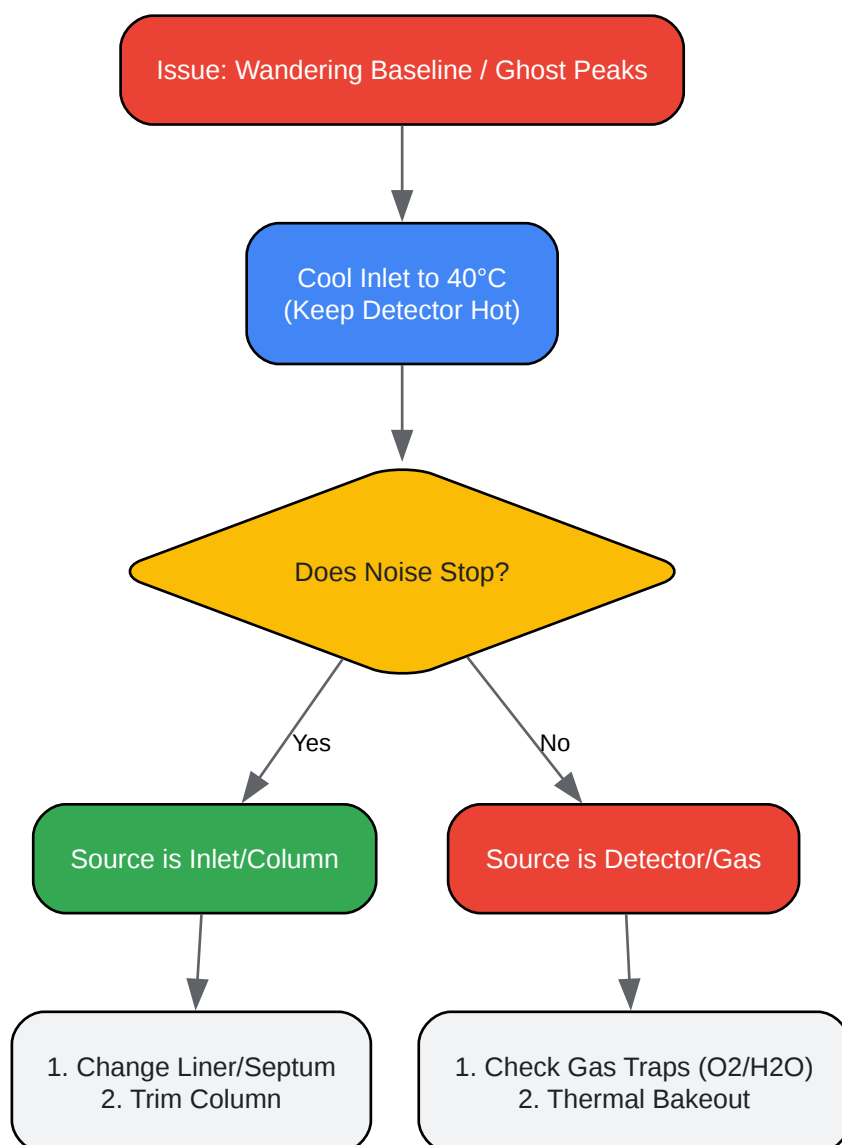 Issue: Wandering Baseline / Ghost Peaks
Cool Inlet to 40°C
(Keep Detector Hot)
Does Noise Stop?
Yes
No
Source is Inlet/Column
Source is Detector/Gas
1. Change Liner/Septum
2. Trim Column
1. Check Gas Traps (O2/H2O)
2. Thermal Bakeout